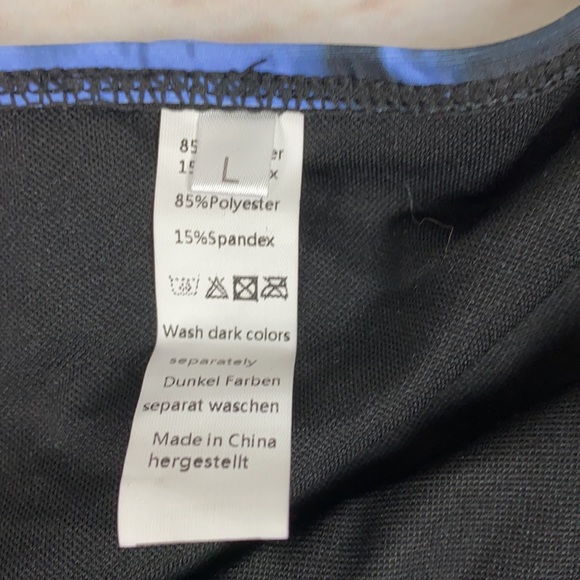 L
85%Polyester
15%Spandex
Wash dark colors
separately
Dunkel Farben
separat waschen
Made in China
hergestellt